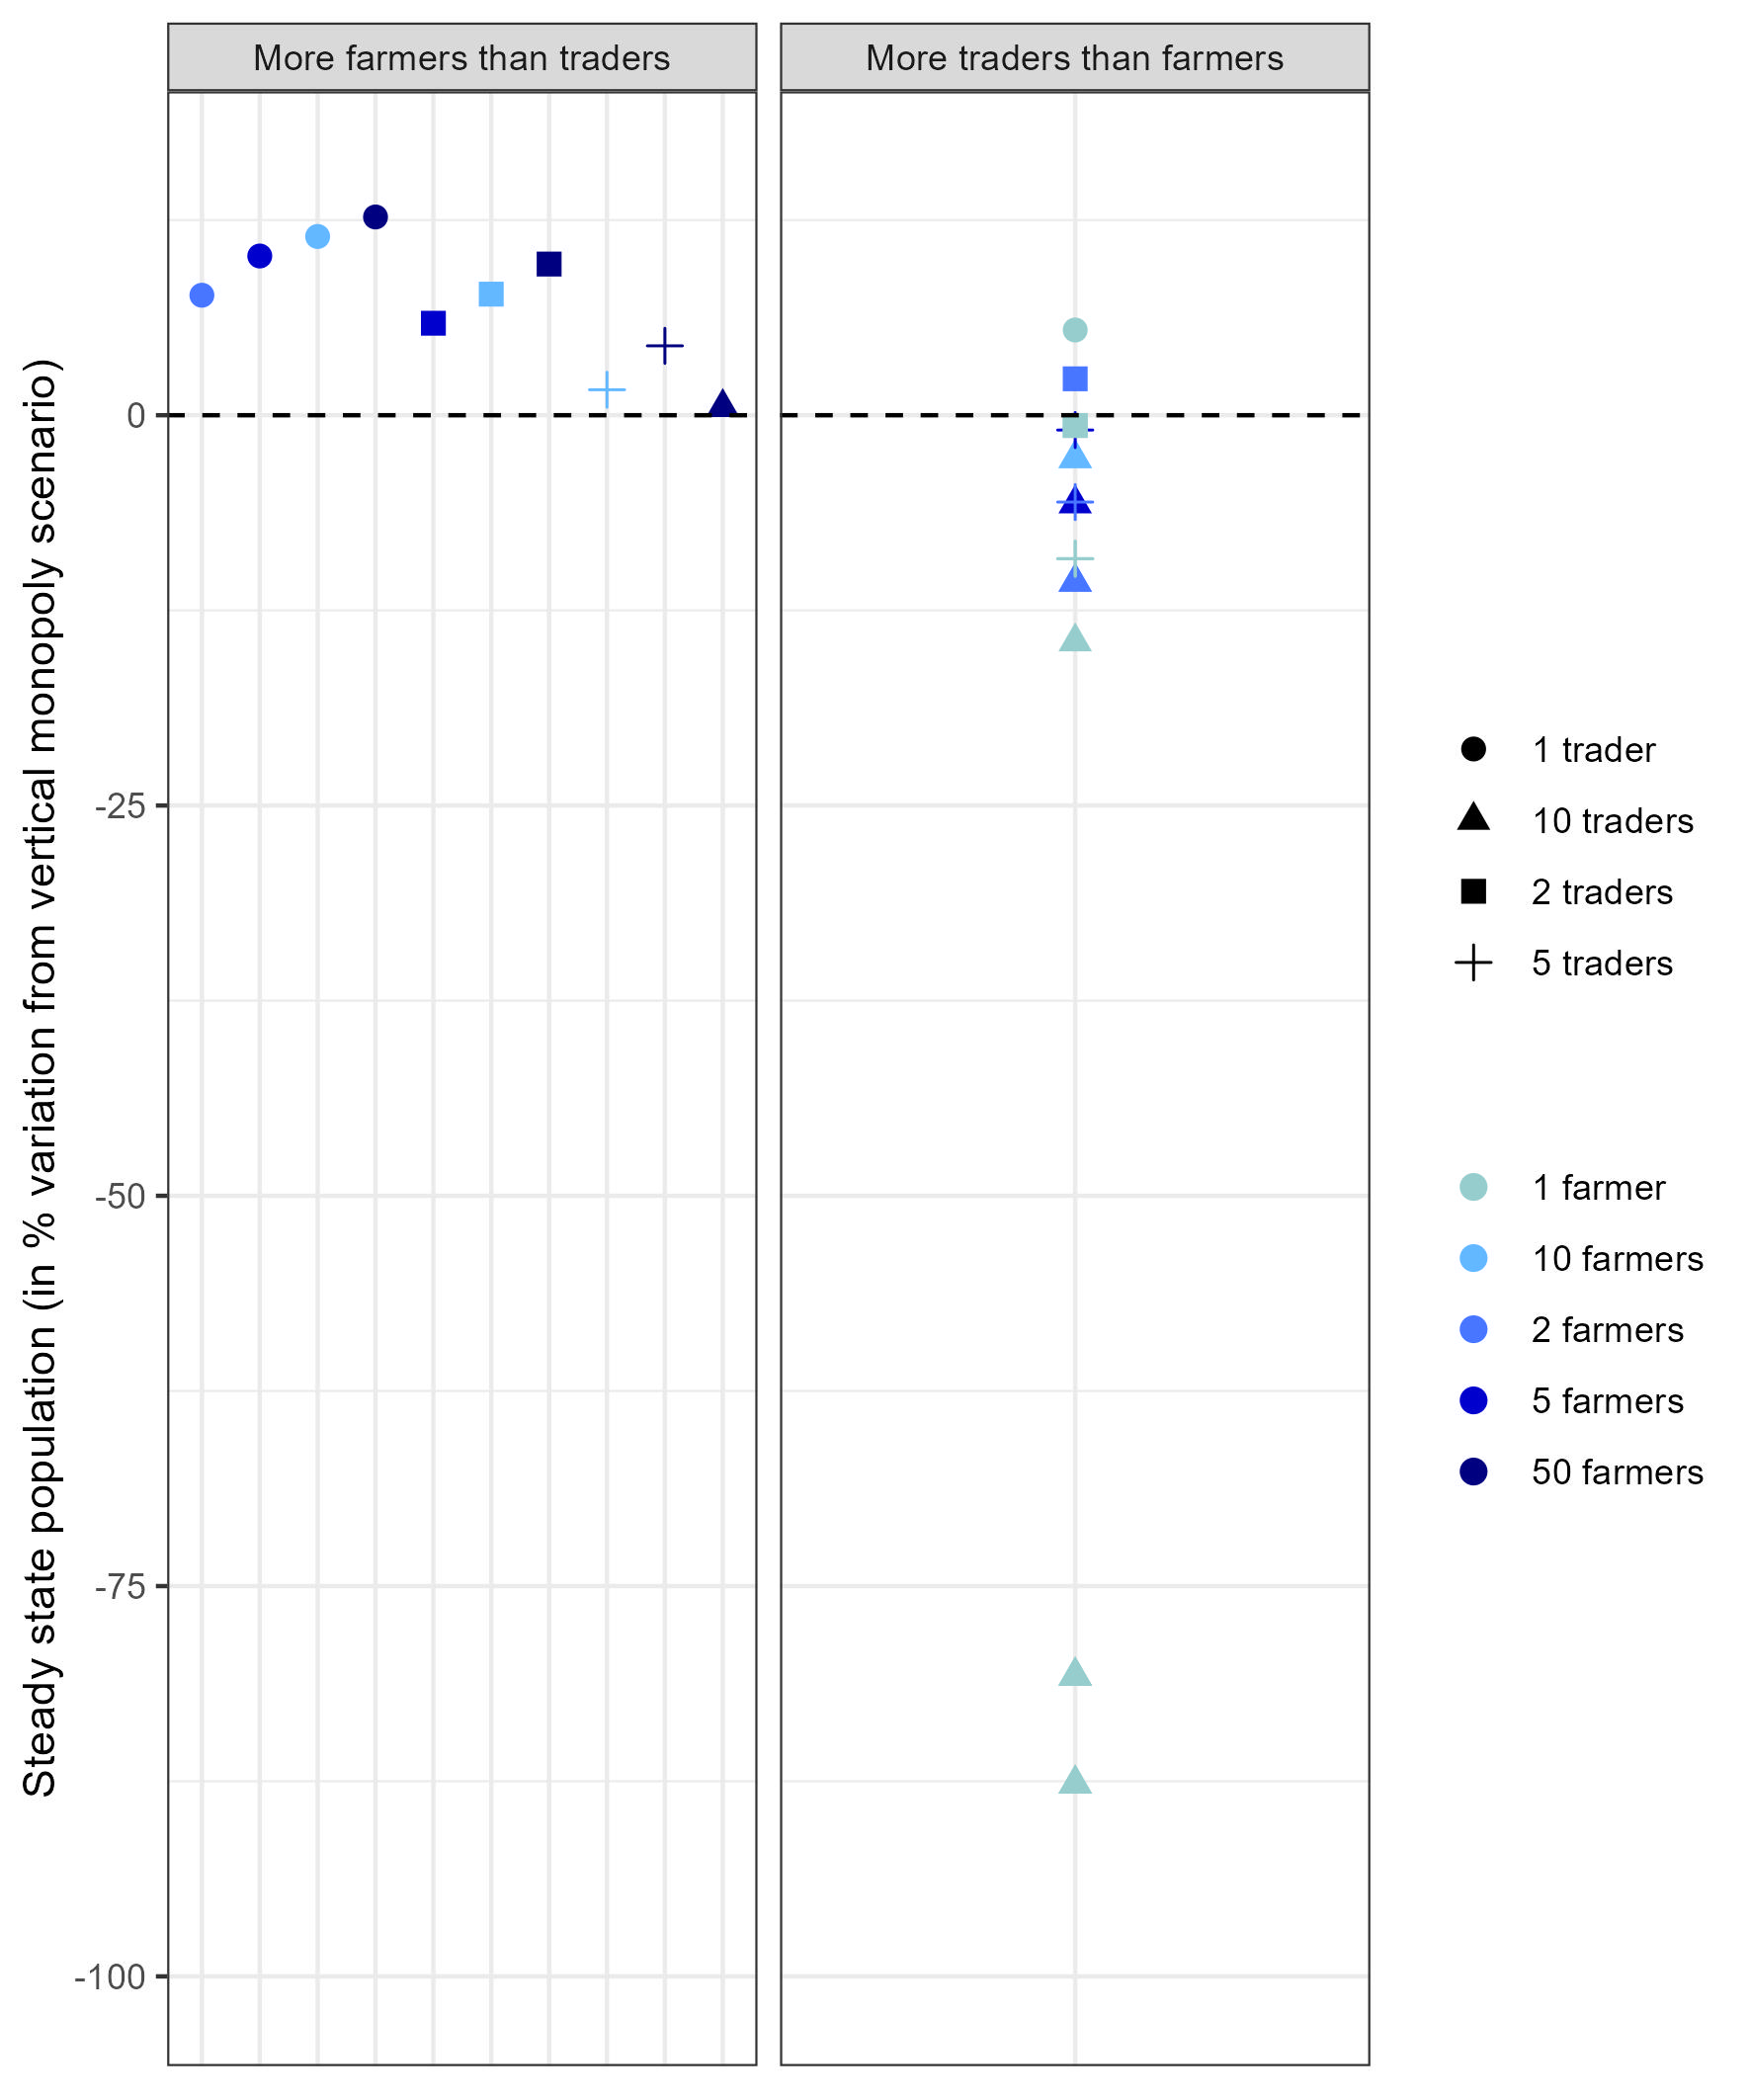 More farmers than traders
More traders than farmers
Steady state population (in % variation from vertical monopoly scenario)
0
-25
-50
-75
-100
1 trader
10 traders
2 traders
5 traders
1 farmer
10 farmers
2 farmers
5 farmers
50 farmers